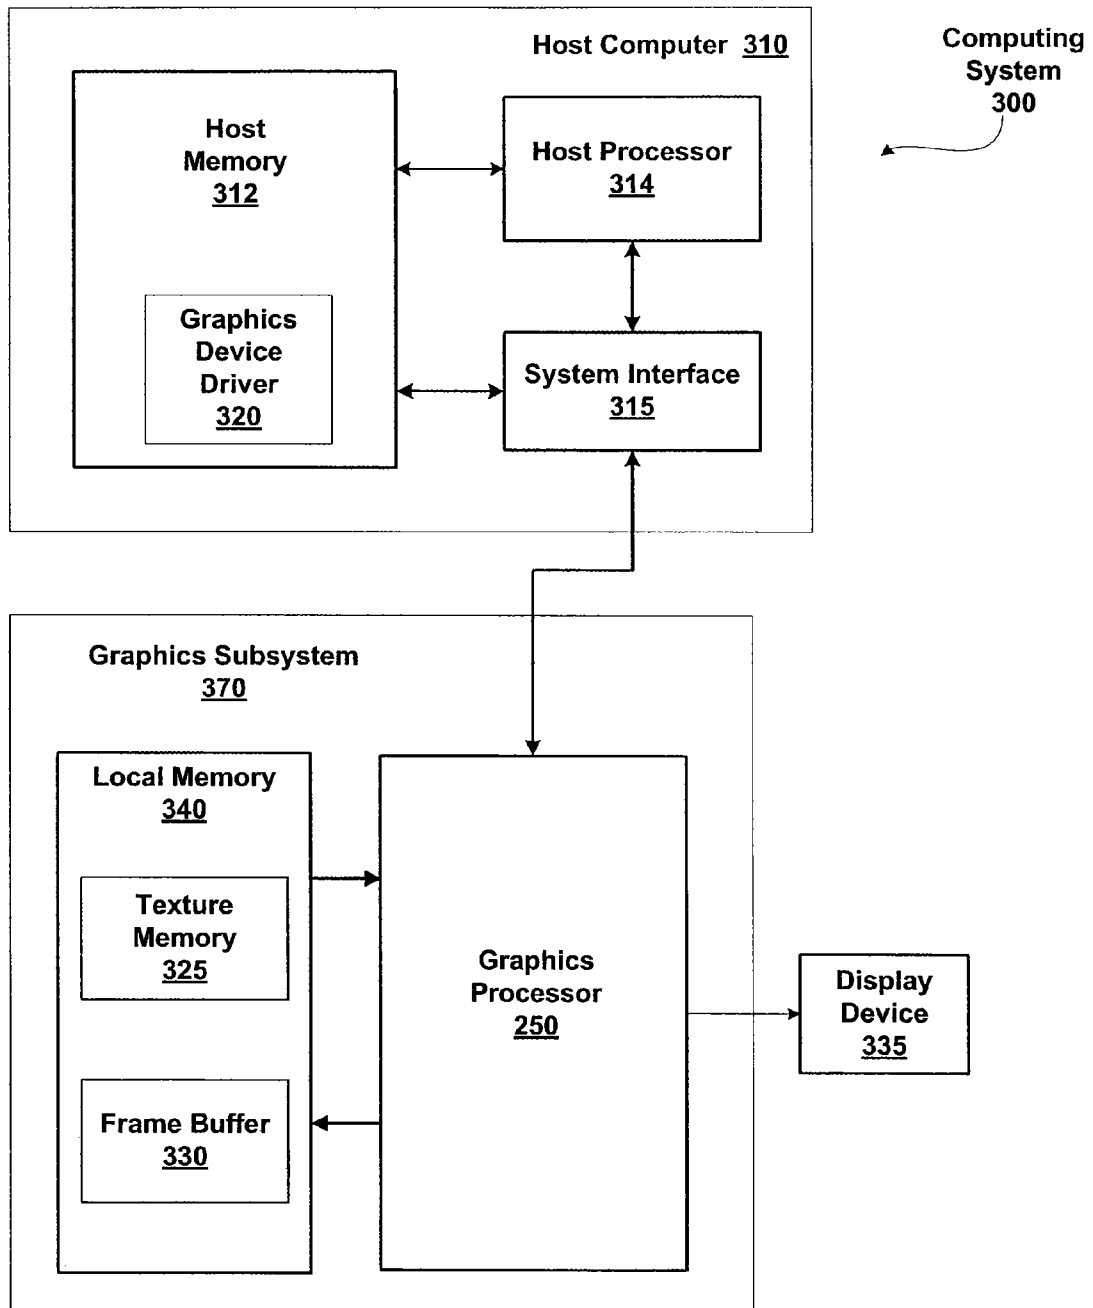 Host Computer 310
Computing
System
300
Host
Memory
312
Host Processor
314
Graphics
Device
Driver
320
System Interface
315
Graphics Subsystem
370
Local Memory
340
Texture
Memory
325
Graphics
Processor
250
Display
Device
335
Frame Buffer
330